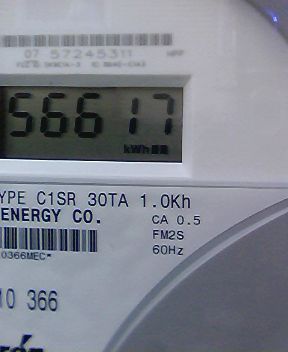 07 57245311
56617
kWh
YPE C1SR 30TA 1.0Kh
ENERGY CO.
CA 0.5
FM2S
60Hz
0366MEC*
10 366